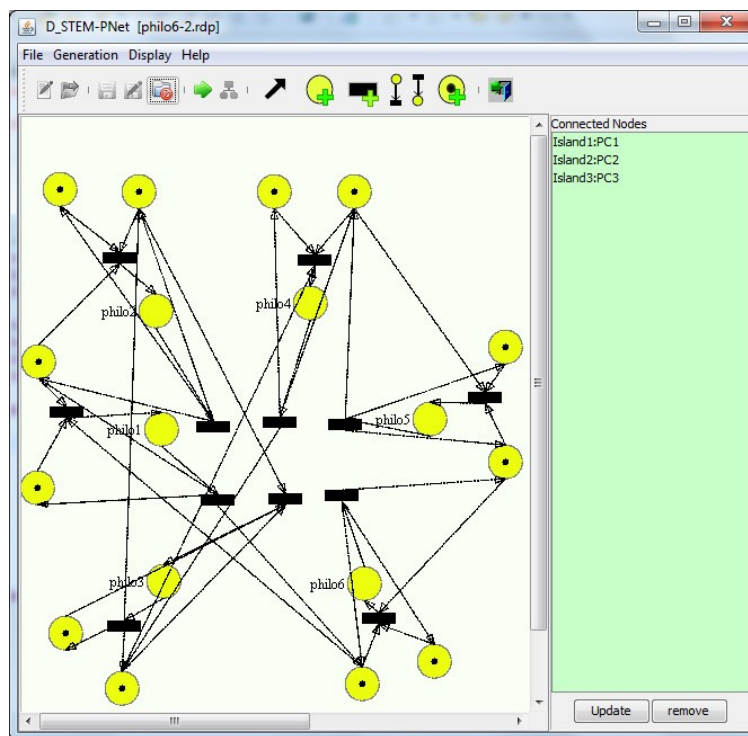 D_STEM-PNet [philo6-2.rdp]
File Generation Display Help
Connected Nodes
Island1:PC1
Island2:PC2
Island3:PC3
philo2
philo4
philo1
philo5
philo3
philo6
Update remove